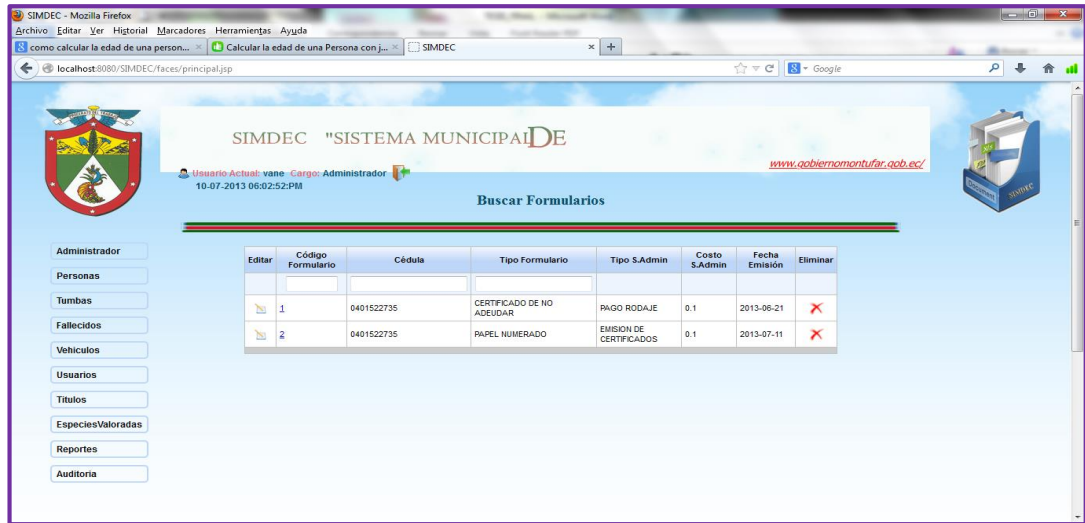 SIMDEC - Mozilla Firefox
Archivo Editar Ver Historial Marcadores Herramientas Ayuda
como calcular la edad de una person... × Calcular la edad de una Persona con j... × SIMDEC × +
localhost:8080/SIMDEC/faces/principal.jsp Google
SIMDEC "SISTEMA MUNICIPAL DE
www.gobiernomontufar.gob.ec/
Usuario Actual: vane Cargo: Administrador
10-07-2013 06:02:52:PM
Document SIMDEC
Buscar Formularios
Administrador
Personas
Tumbas
Fallecidos
Vehiculos
Usuarios
Titulos
EspeciesValoradas
Reportes
Auditoria
Editar Código Formulario Cédula Tipo Formulario Tipo S.Admin Costo S.Admin Fecha Emisión Eliminar
1 0401522735 CERTIFICADO DE NO ADEUDAR PAGO RODAJE 0.1 2013-06-21
2 0401522735 PAPEL NUMERADO EMISION DE CERTIFICADOS 0.1 2013-07-11